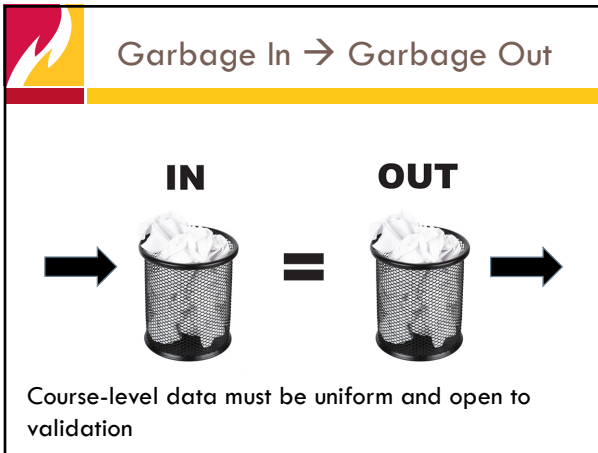 Garbage In → Garbage Out
IN OUT
=
Course-level data must be uniform and open to
validation